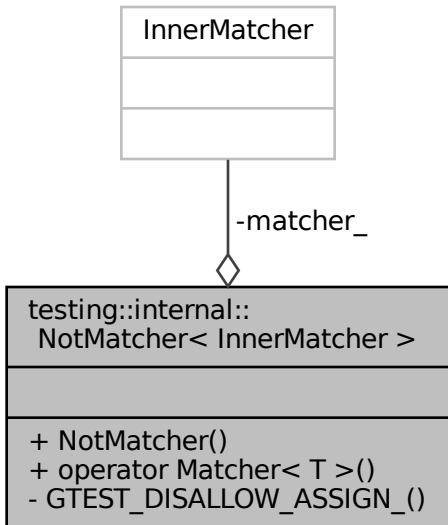 InnerMatcher
-matcher_
testing::internal::
NotMatcher< InnerMatcher >
+ NotMatcher()
+ operator Matcher< T >()
- GTEST_DISALLOW_ASSIGN_()